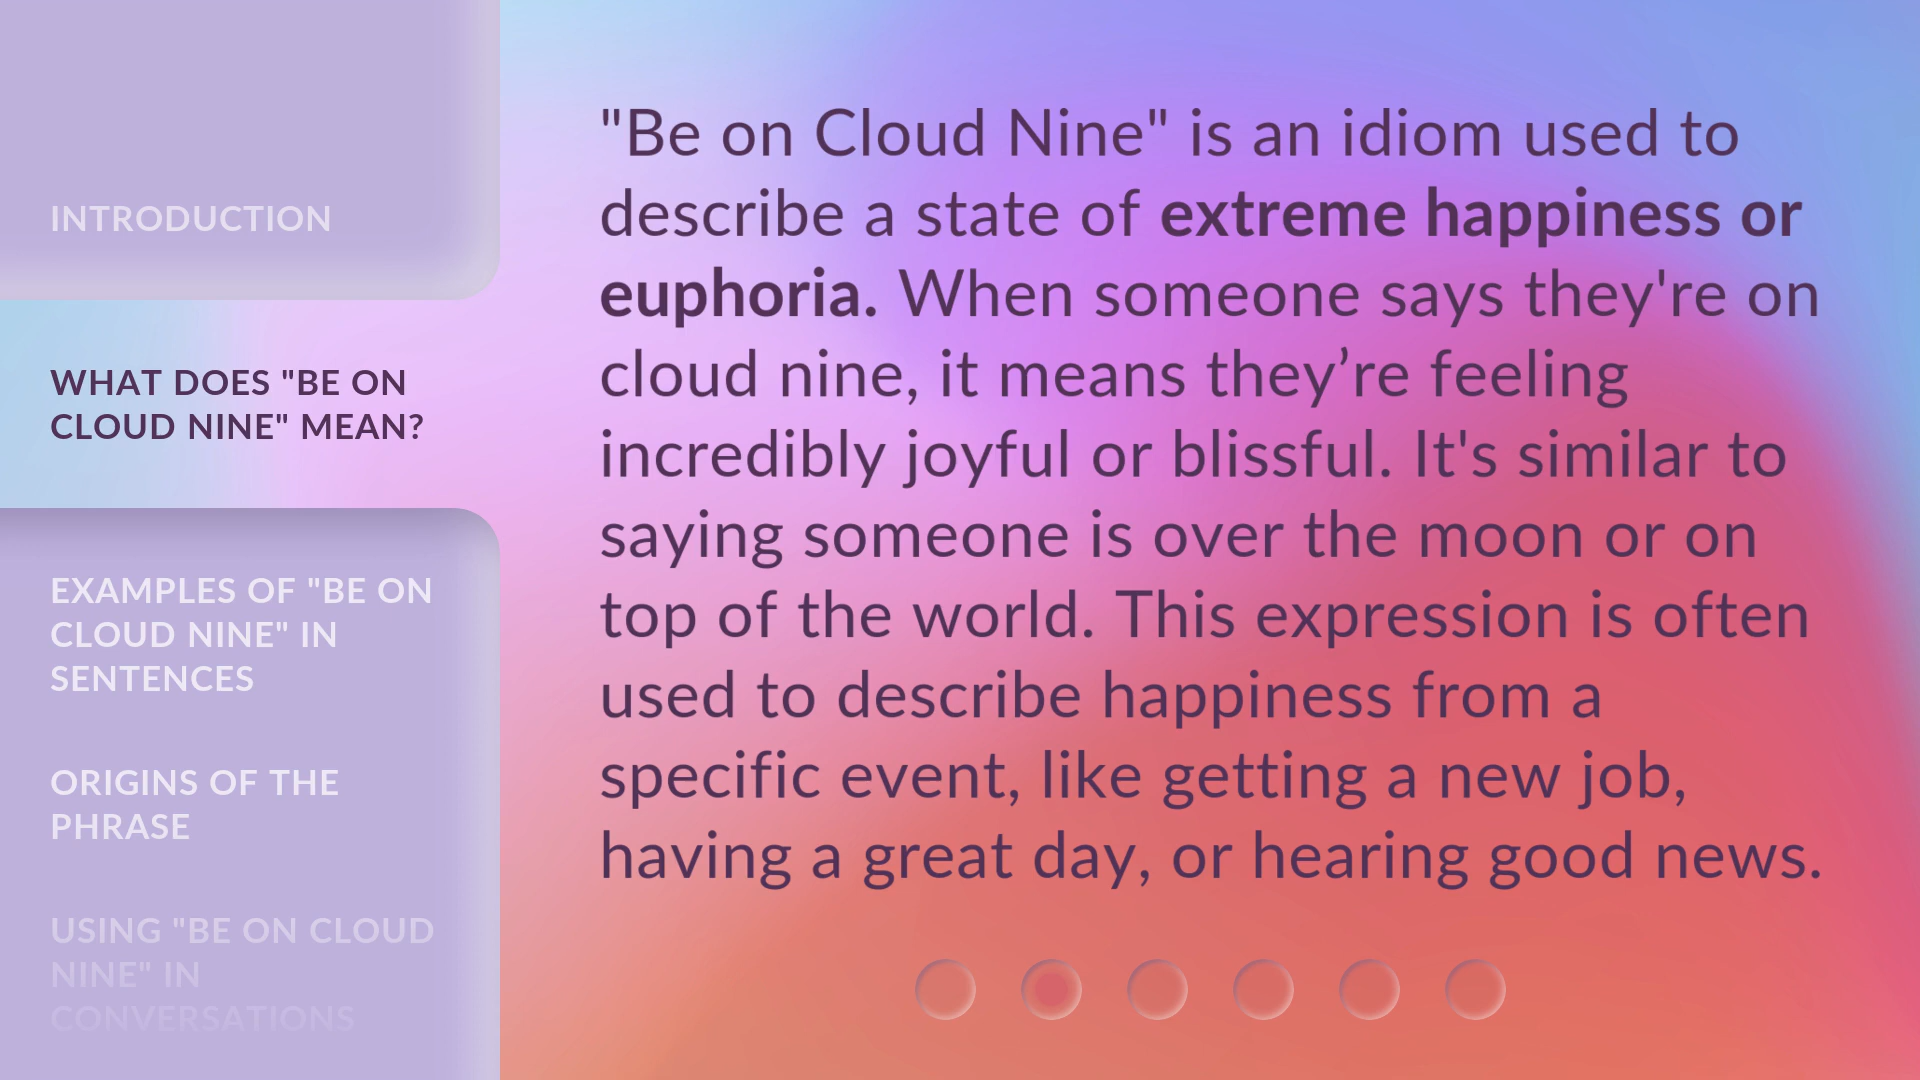 INTRODUCTION
WHAT DOES "BE ON
CLOUD NINE" MEAN?
EXAMPLES OF "BE ON
CLOUD NINE" IN
SENTENCES
ORIGINS OF THE
PHRASE
USING "BE ON CLOUD
NINE" IN
CONVERSATIONS
"Be on Cloud Nine" is an idiom used to
describe a state of extreme happiness or
euphoria. When someone says they're on
cloud nine, it means they’re feeling
incredibly joyful or blissful. It's similar to
saying someone is over the moon or on
top of the world. This expression is often
used to describe happiness from a
specific event, like getting a new job,
having a great day, or hearing good news.